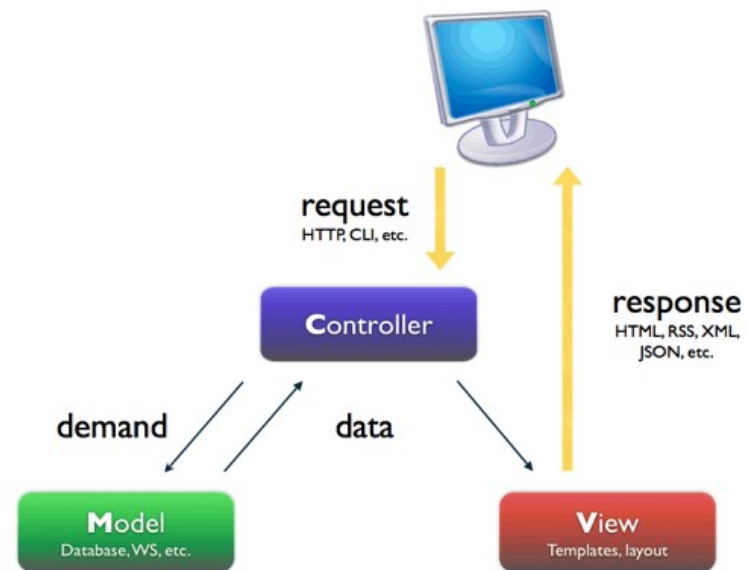 request
HTTP, CLI, etc.
Controller
response
HTML, RSS, XML,
JSON, etc.
demand
data
Model
Database, WS, etc.
View
Templates, layout